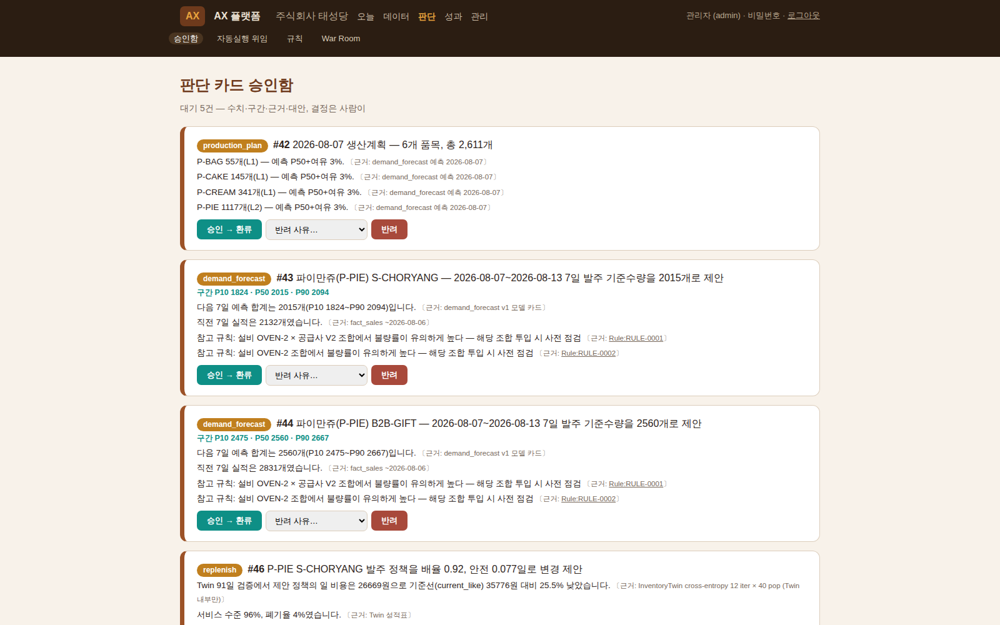 AX AX 플랫폼 주식회사 태성당 오늘 데이터 판단 성과 관리 관리자 (admin) · 비밀번호 · 로그아웃
승인함 자동실행 위임 규칙 War Room
판단 카드 승인함
대기 5건 — 수치·구간·근거·대안, 결정은 사람이
production_plan #42 2026-08-07 생산계획 — 6개 품목, 총 2,611개
P-BAG 55개(L1) — 예측 P50+여유 3%. 〔근거: demand_forecast 예측 2026-08-07〕
P-CAKE 145개(L1) — 예측 P50+여유 3%. 〔근거: demand_forecast 예측 2026-08-07〕
P-CREAM 341개(L1) — 예측 P50+여유 3%. 〔근거: demand_forecast 예측 2026-08-07〕
P-PIE 1117개(L2) — 예측 P50+여유 3%. 〔근거: demand_forecast 예측 2026-08-07〕
승인 → 환류 반려 사유… 반려
demand_forecast #43 파이만쥬(P-PIE) S-CHORYANG — 2026-08-07~2026-08-13 7일 발주 기준수량을 2015개로 제안
구간 P10 1824 · P50 2015 · P90 2094
다음 7일 예측 합계는 2015개(P10 1824~P90 2094)입니다. 〔근거: demand_forecast v1 모델 카드〕
직전 7일 실적은 2132개였습니다. 〔근거: fact_sales ~2026-08-06〕
참고 규칙: 설비 OVEN-2 × 공급사 V2 조합에서 불량률이 유의하게 높다 — 해당 조합 투입 시 사전 점검 〔근거: Rule:RULE-0001〕
참고 규칙: 설비 OVEN-2 조합에서 불량률이 유의하게 높다 — 해당 조합 투입 시 사전 점검 〔근거: Rule:RULE-0002〕
승인 → 환류 반려 사유… 반려
demand_forecast #44 파이만쥬(P-PIE) B2B-GIFT — 2026-08-07~2026-08-13 7일 발주 기준수량을 2560개로 제안
구간 P10 2475 · P50 2560 · P90 2667
다음 7일 예측 합계는 2560개(P10 2475~P90 2667)입니다. 〔근거: demand_forecast v1 모델 카드〕
직전 7일 실적은 2831개였습니다. 〔근거: fact_sales ~2026-08-06〕
참고 규칙: 설비 OVEN-2 × 공급사 V2 조합에서 불량률이 유의하게 높다 — 해당 조합 투입 시 사전 점검 〔근거: Rule:RULE-0001〕
참고 규칙: 설비 OVEN-2 조합에서 불량률이 유의하게 높다 — 해당 조합 투입 시 사전 점검 〔근거: Rule:RULE-0002〕
승인 → 환류 반려 사유… 반려
replenish #46 P-PIE S-CHORYANG 발주 정책을 배율 0.92, 안전 0.077일로 변경 제안
Twin 91일 검증에서 제안 정책의 일 비용은 26669원으로 기준선(current_like) 35776원 대비 25.5% 낮았습니다. 〔근거: InventoryTwin cross-entropy 12 iter × 40 pop (Twin
내부만)〕
서비스 수준 96%, 폐기율 4%였습니다. 〔근거: Twin 성적표〕